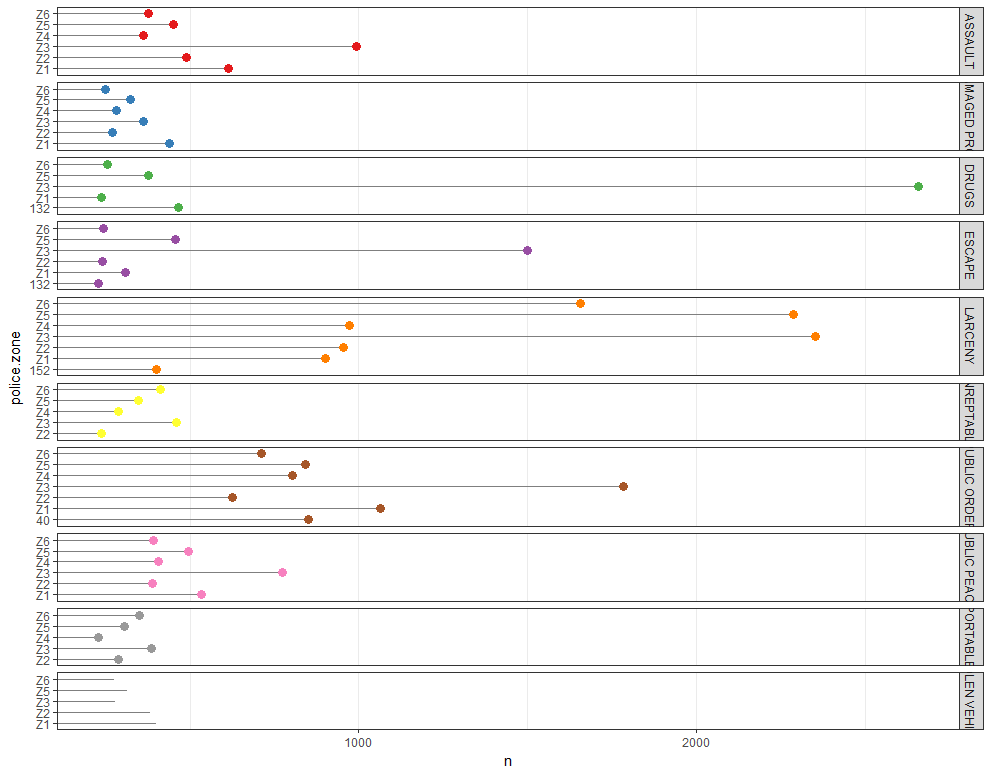 police.zone
Z6
Z5
Z4
Z3
Z2
Z1
ASSAULT
Z6
Z5
Z4
Z3
Z2
Z1
MAGED PR
Z6
Z5
Z3
Z1
132
DRUGS
Z6
Z5
Z3
Z2
Z1
132
ESCAPE
Z6
Z5
Z4
Z3
Z2
Z1
152
LARCENY
Z6
Z5
Z4
Z3
Z2
NREPTABL
Z6
Z5
Z4
Z3
Z2
Z1
40
UBLIC ORDER
Z6
Z5
Z4
Z3
Z2
Z1
UBLIC PEAC
Z6
Z5
Z4
Z3
Z2
PORTABLE
Z6
Z5
Z3
Z2
Z1
LEN VEHI
1000 2000
n